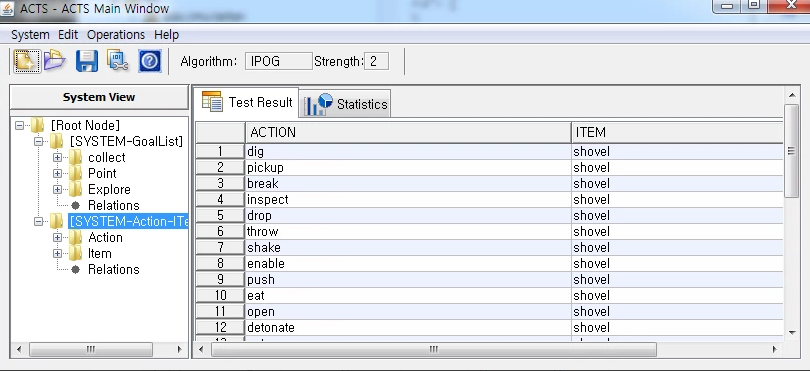 ACTS - ACTS Main Window
System Edit Operations Help
Algorithm: IPOG Strength: 2
System View
[Root Node]
[SYSTEM-GoalList]
collect
Point
Explore
Relations
[SYSTEM-Action-ITe
Action
Item
Relations
Test Result Statistics
ACTION ITEM
1 dig shovel
2 pickup shovel
3 break shovel
4 inspect shovel
5 drop shovel
6 throw shovel
7 shake shovel
8 enable shovel
9 push shovel
10 eat shovel
11 open shovel
12 detonate shovel